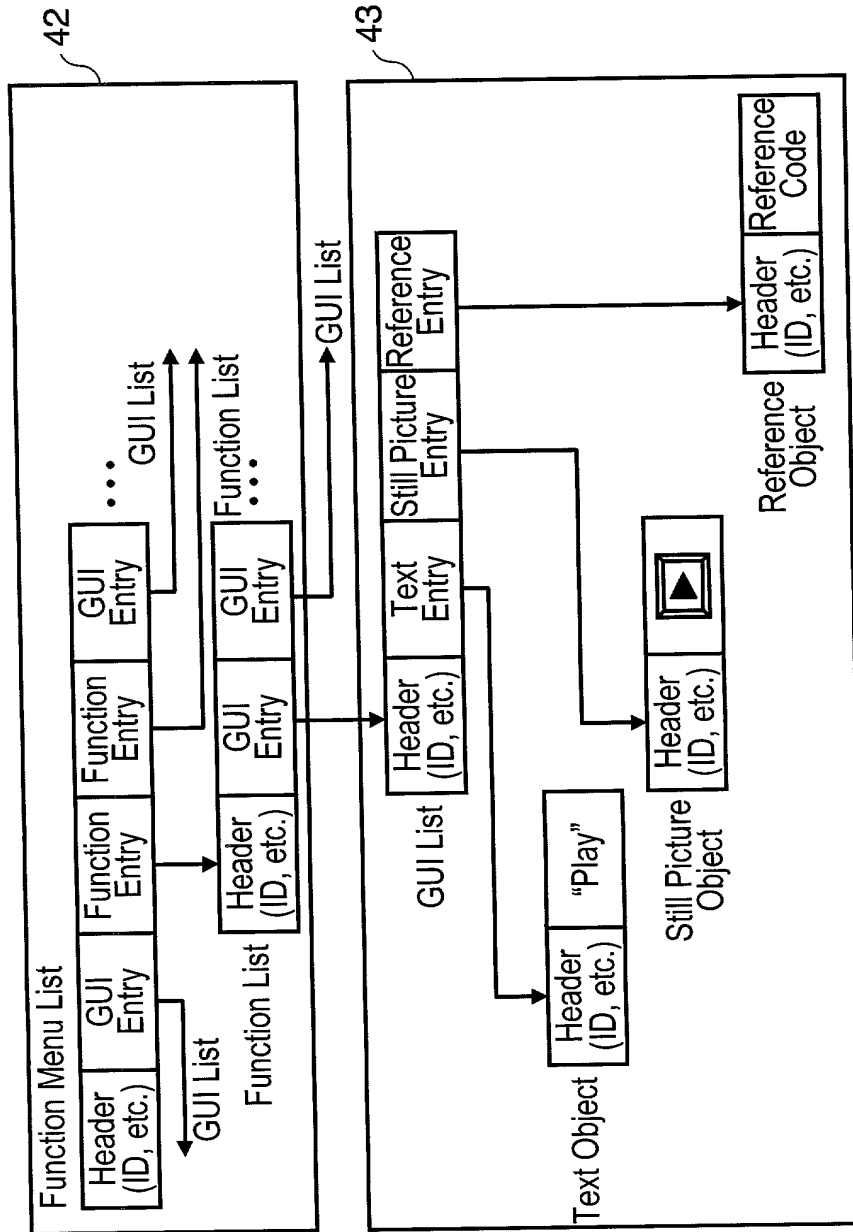 42
Function Menu List
Header
(ID, etc.)
GUI
Entry
Function
Entry
Function
Entry
GUI
Entry
•••
GUI List
GUI List
Function List
Header
(ID, etc.)
GUI
Entry
GUI
Entry
•••
Function List
GUI List
43
Header
(ID, etc.)
Text
Entry
Still Picture
Entry
Reference
Entry
GUI List
Header
(ID, etc.)
“Play”
Text Object
Header
(ID, etc.)
Still Picture
Object
Header
(ID, etc.)
Reference
Code
Reference
Object